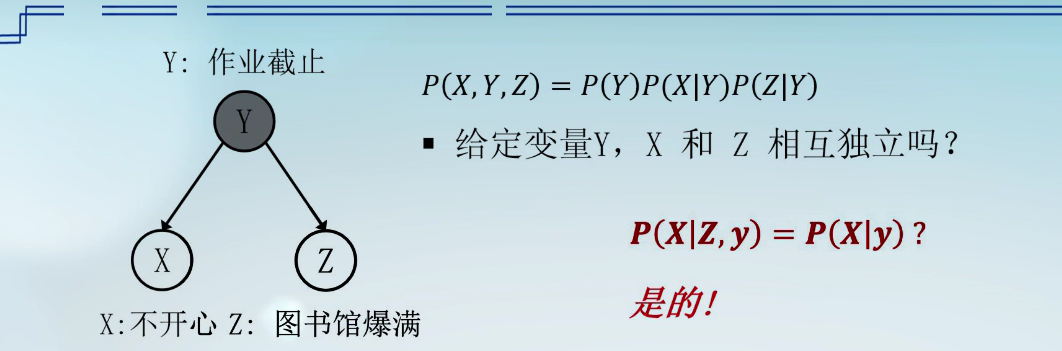 Y: 作业截止
Y
X
Z
X:不开心 Z: 图书馆爆满
P(X,Y,Z) = P(Y)P(X|Y)P(Z|Y)
▪ 给定变量Y，X 和 Z 相互独立吗？
P(X|Z,y) = P(X|y)？
是的！